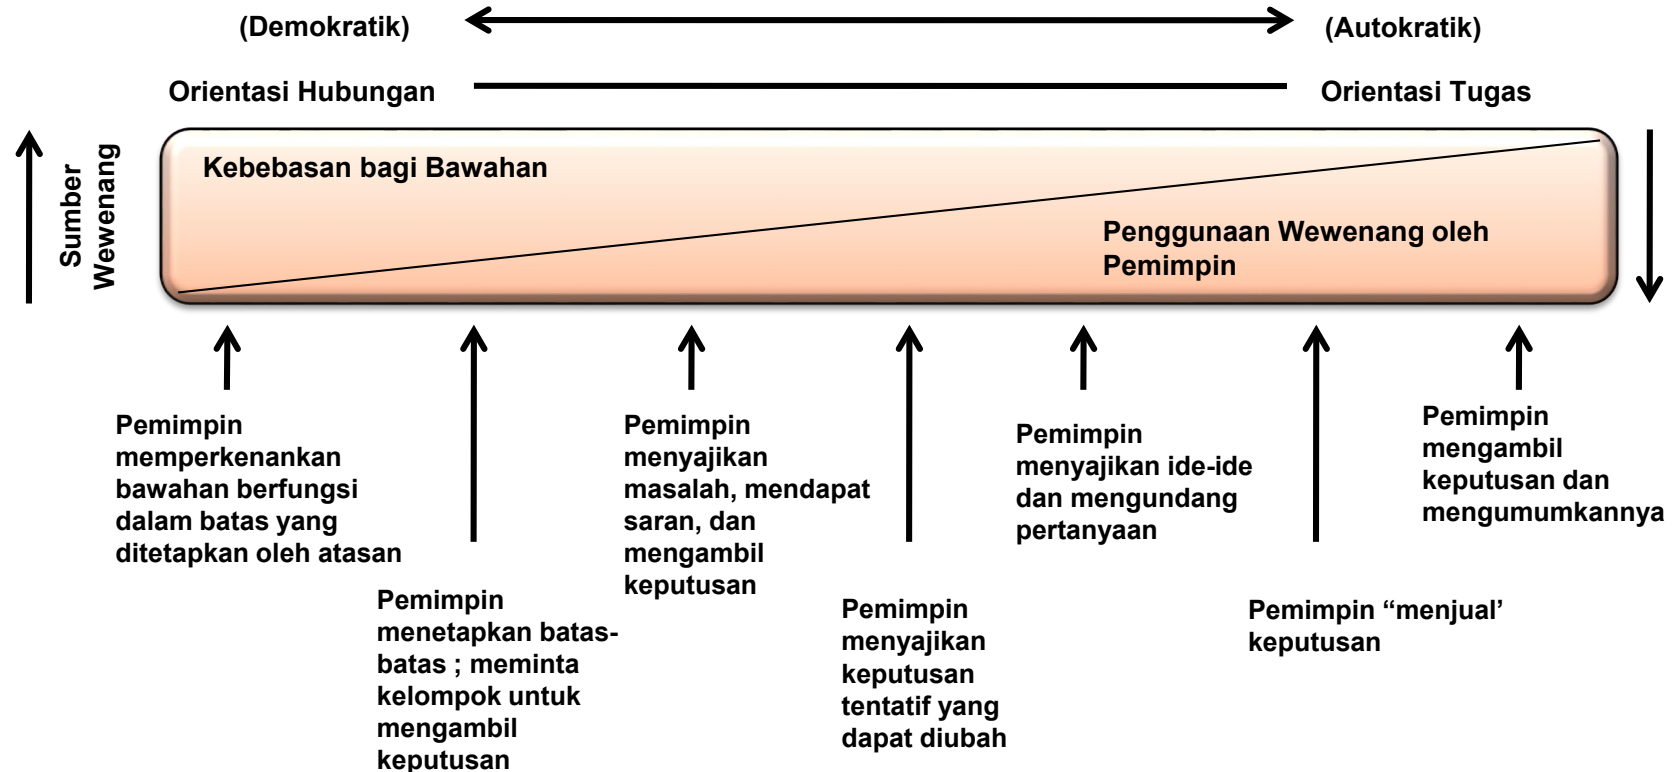 (Demokratik)
(Autokratik)
Orientasi Hubungan
Orientasi Tugas
Sumber
Wewenang
Kebebasan bagi Bawahan
Penggunaan Wewenang oleh
Pemimpin
Pemimpin
memperkenankan
bawahan berfungsi
dalam batas yang
ditetapkan oleh atasan
Pemimpin
menetapkan batas-
batas ; meminta
kelompok untuk
mengambil
keputusan
Pemimpin
menyajikan
masalah, mendapat
saran, dan
mengambil
keputusan
Pemimpin
menyajikan
keputusan
tentatif yang
dapat diubah
Pemimpin
menyajikan ide-ide
dan mengundang
pertanyaan
Pemimpin “menjual’
keputusan
Pemimpin
mengambil
keputusan dan
mengumumkannya